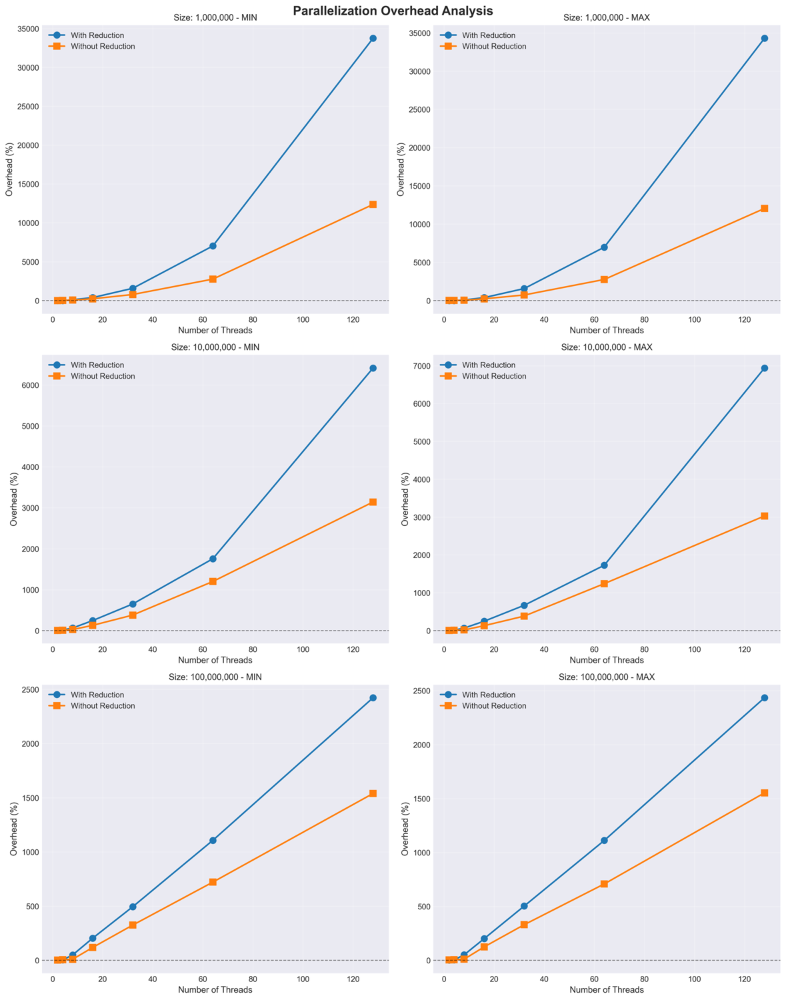 Parallelization Overhead Analysis
Size: 1,000,000 - MIN
With Reduction
Without Reduction
Overhead (%)
35000
30000
25000
20000
15000
10000
5000
0
0 20 40 60 80 100 120
Number of Threads
Size: 1,000,000 - MAX
With Reduction
Without Reduction
Overhead (%)
35000
30000
25000
20000
15000
10000
5000
0
0 20 40 60 80 100 120
Number of Threads
Size: 10,000,000 - MIN
With Reduction
Without Reduction
Overhead (%)
6000
5000
4000
3000
2000
1000
0
0 20 40 60 80 100 120
Number of Threads
Size: 10,000,000 - MAX
With Reduction
Without Reduction
Overhead (%)
7000
6000
5000
4000
3000
2000
1000
0
0 20 40 60 80 100 120
Number of Threads
Size: 100,000,000 - MIN
With Reduction
Without Reduction
Overhead (%)
2500
2000
1500
1000
500
0
0 20 40 60 80 100 120
Number of Threads
Size: 100,000,000 - MAX
With Reduction
Without Reduction
Overhead (%)
2500
2000
1500
1000
500
0
0 20 40 60 80 100 120
Number of Threads